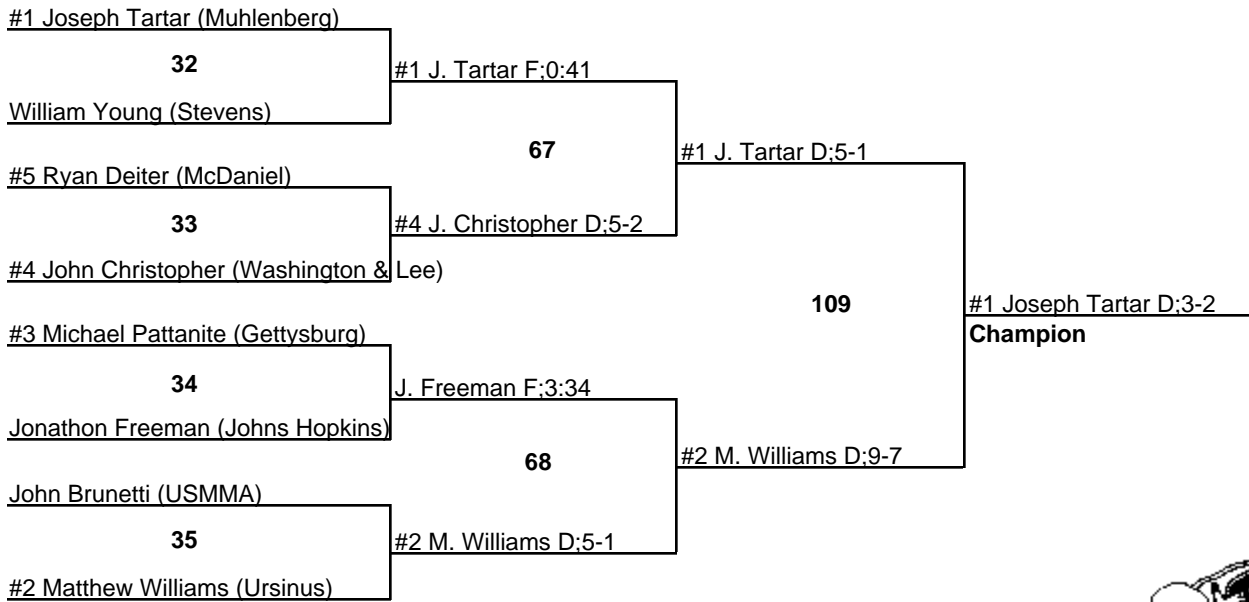 #1 Joseph Tartar (Muhlenberg)
32
#1 J. Tartar F;0:41
William Young (Stevens)
67
#1 J. Tartar D;5-1
#5 Ryan Deiter (McDaniel)
33
#4 J. Christopher D;5-2
#4 John Christopher (Washington & Lee)
109
#1 Joseph Tartar D;3-2
Champion
#3 Michael Pattanite (Gettysburg)
34
J. Freeman F;3:34
Jonathon Freeman (Johns Hopkins)
68
#2 M. Williams D;9-7
John Brunetti (USMMA)
35
#2 M. Williams D;5-1
#2 Matthew Williams (Ursinus)